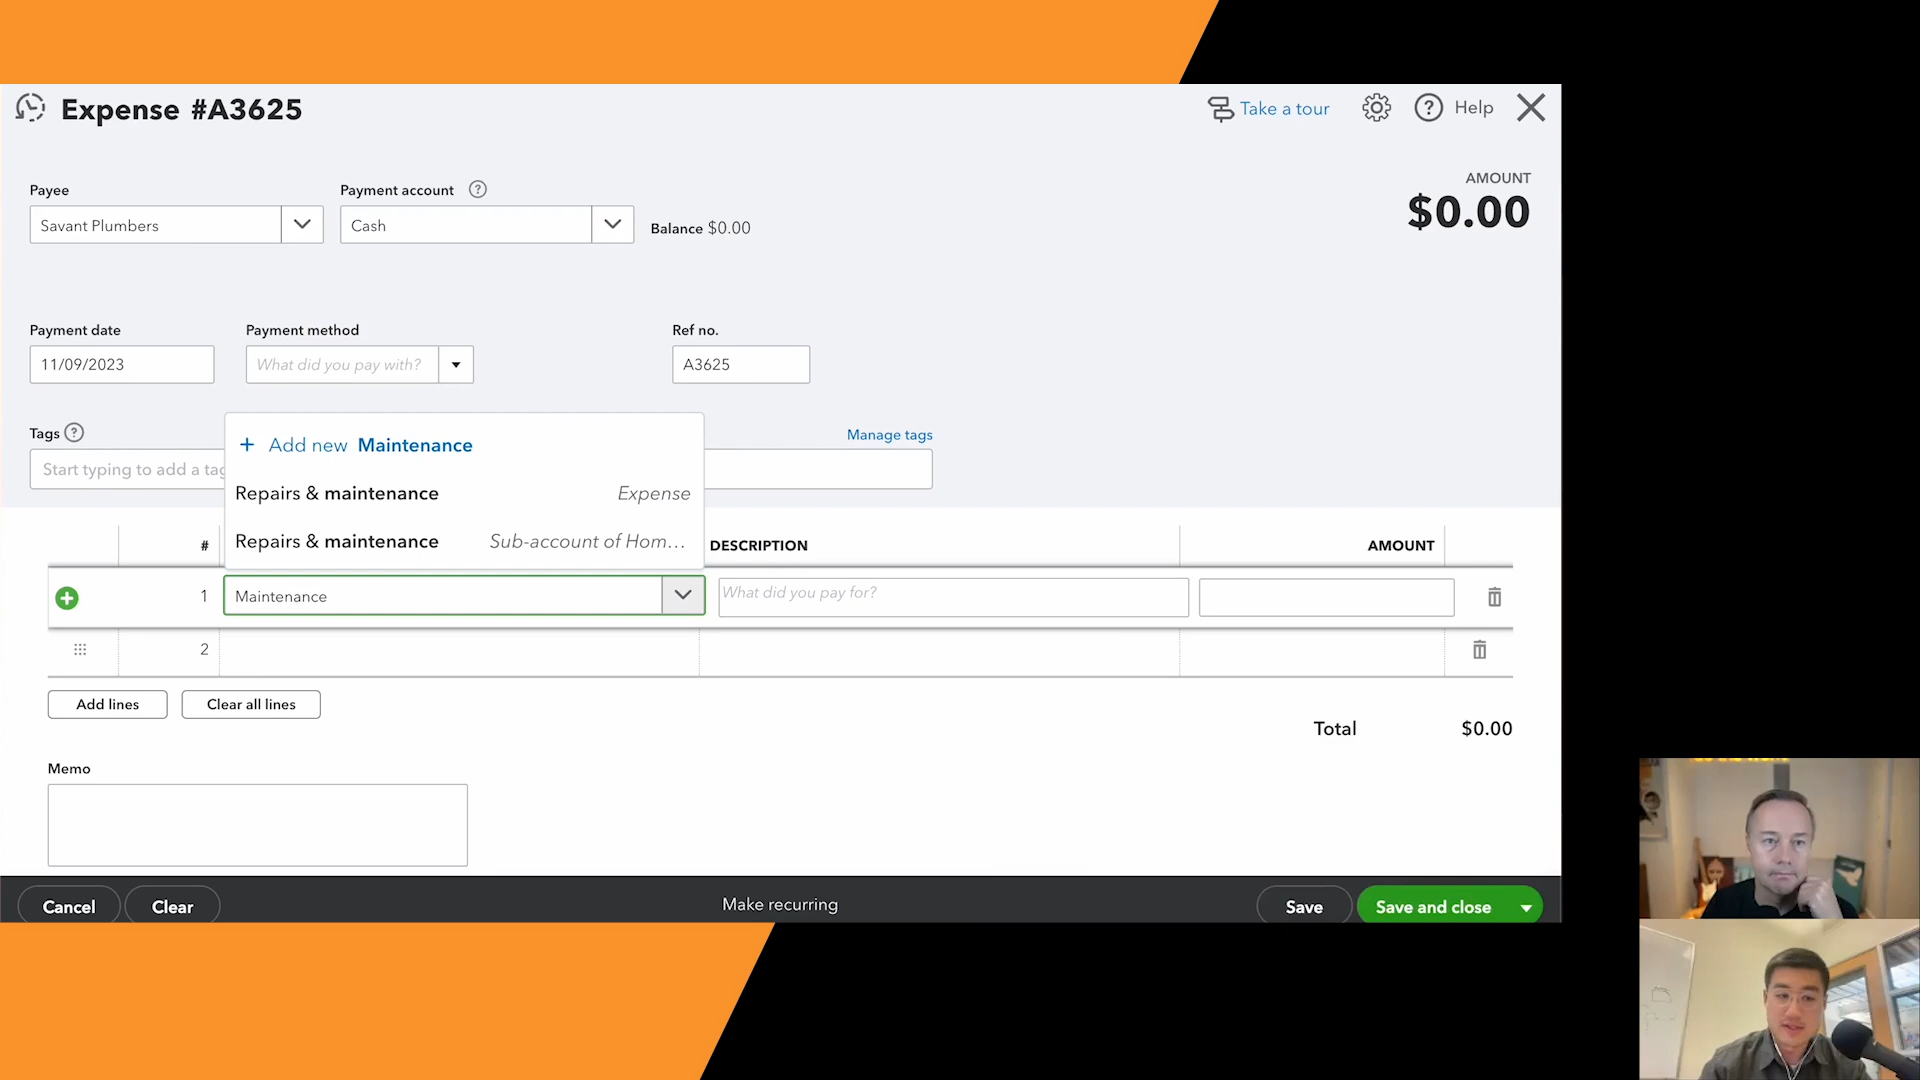 Expense #A3625
Take a tour
Help
Payee
Payment account
AMOUNT
$0.00
Savant Plumbers
Cash
Balance $0.00
Payment date
Payment method
Ref no.
11/09/2023
What did you pay with?
A3625
Tags
Manage tags
Start typing to add a tag
+ Add new Maintenance
Repairs & maintenance Expense
Repairs & maintenance Sub-account of Hom...
# DESCRIPTION AMOUNT
1 Maintenance What did you pay for?
2
Add lines
Clear all lines
Total $0.00
Memo
Cancel
Clear
Make recurring
Save
Save and close